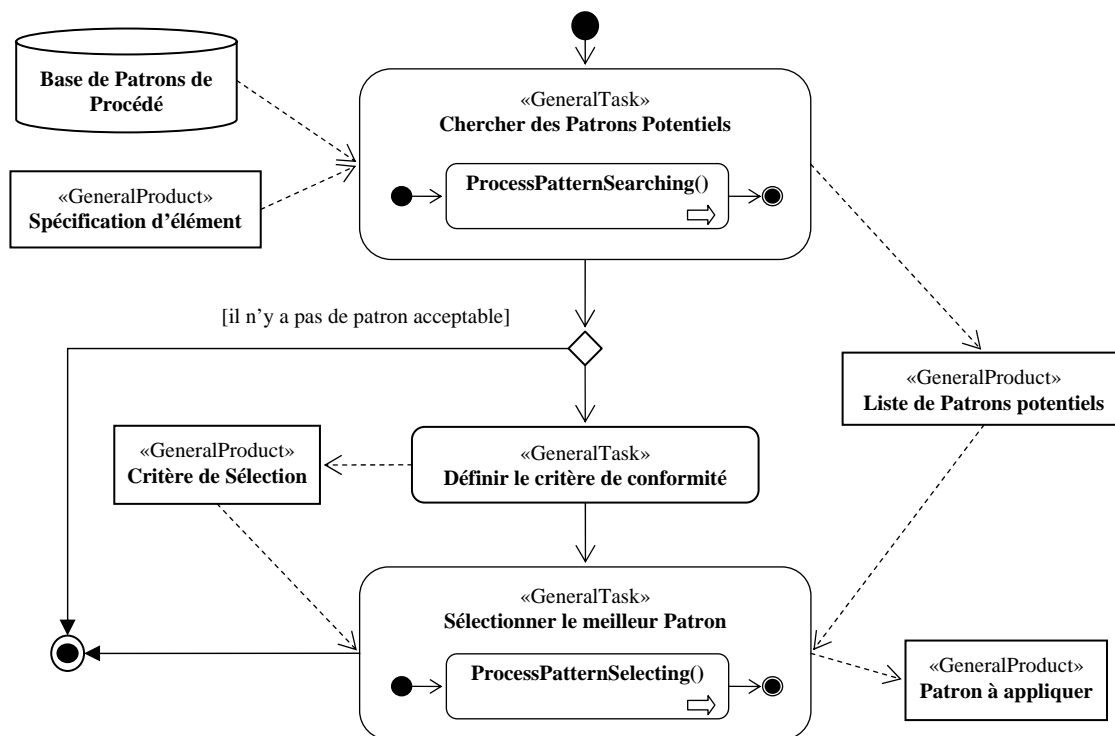 Base de Patrons de
Procédé
«GeneralTask»
Chercher des Patrons Potentiels
ProcessPatternSearching()
«GeneralProduct»
Spécification d’élément
[il n’y a pas de patron acceptable]
«GeneralProduct»
Liste de Patrons potentiels
«GeneralProduct»
Critère de Sélection
«GeneralTask»
Définir le critère de conformité
«GeneralTask»
Sélectionner le meilleur Patron
ProcessPatternSelecting()
«GeneralProduct»
Patron à appliquer